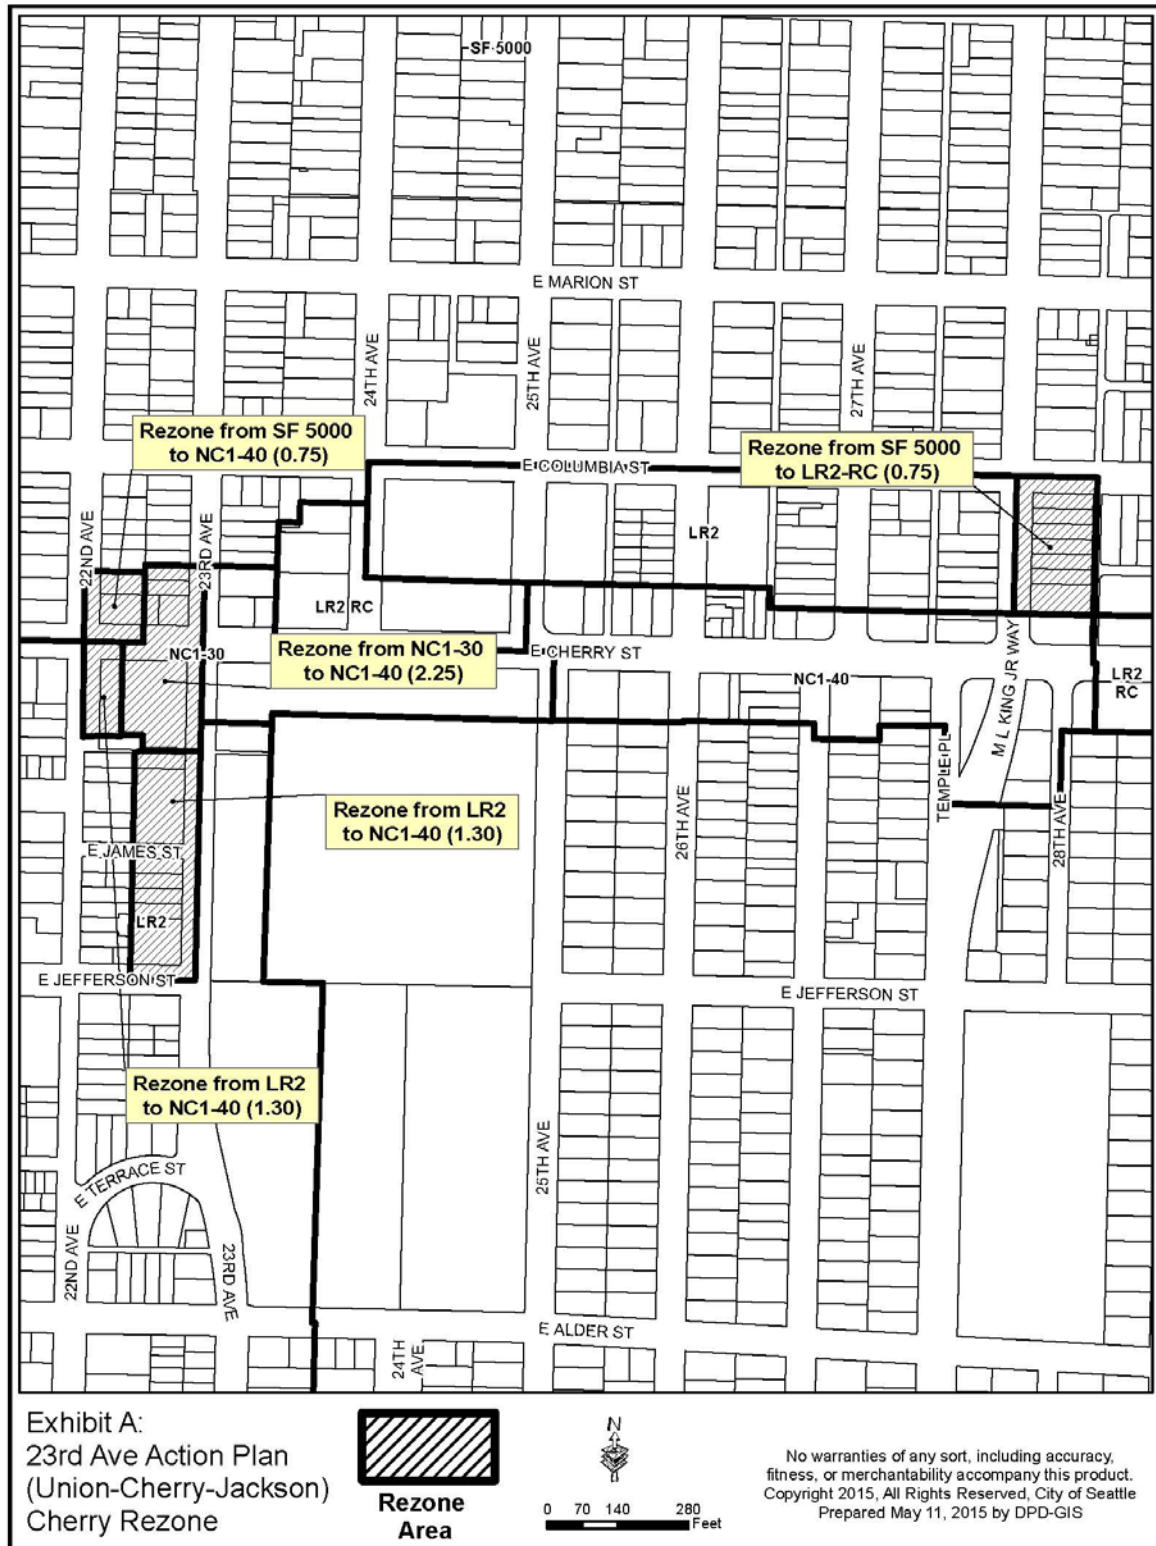 SF 5000
E MARION ST
24TH AVE
25TH AVE
27TH AVE
Rezone from SF 5000
to NC1-40 (0.75)
Rezone from SF 5000
to LR2-RC (0.75)
E COLUMBIA ST
22ND AVE
23RD AVE
LR2
LR2 RC
NC1-30
Rezone from NC1-30
to NC1-40 (2.25)
E CHERRY ST
NC1-40
M L KING JR WAY
LR2
RC
TEMPLE PL
Rezone from LR2
to NC1-40 (1.30)
26TH AVE
28TH AVE
E JAMES ST
LR2
E JEFFERSON ST
E JEFFERSON ST
Rezone from LR2
to NC1-40 (1.30)
25TH AVE
E TERRACE ST
22ND AVE
23RD AVE
E ALDER ST
24TH
AVE
Exhibit A:
23rd Ave Action Plan
(Union-Cherry-Jackson)
Cherry Rezone
Rezone
Area
N
0 70 140 280
Feet
No warranties of any sort, including accuracy,
fitness, or merchantability accompany this product.
Copyright 2015, All Rights Reserved, City of Seattle
Prepared May 11, 2015 by DPD-GIS